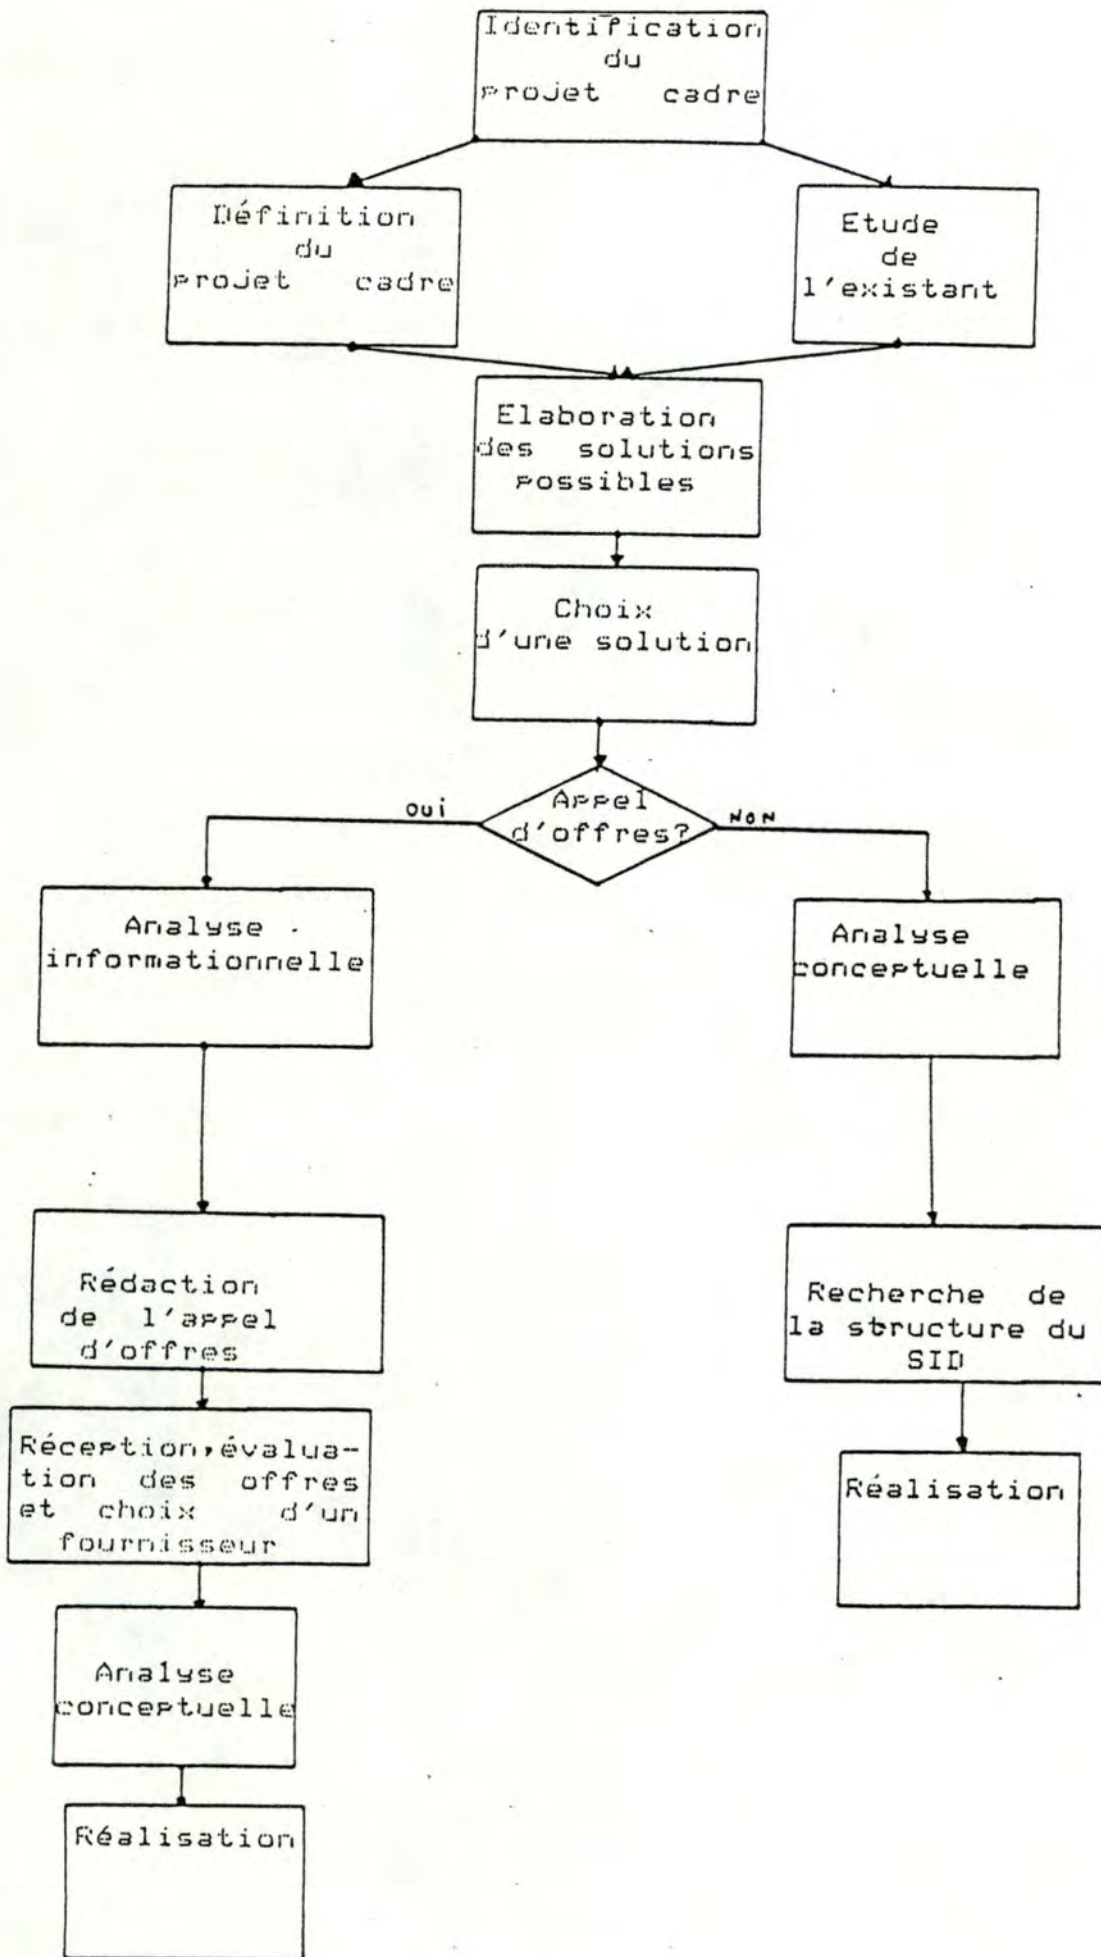 Identification
du
projet cadre
Définition
du
projet cadre
Etude
de
l'existant
Elaboration
des solutions
possibles
Choix
d'une solution
Appel
d'offres?
OUi
NON
Analyse
informationnelle
Analyse
conceptuelle
Rédaction
de l'appel
d'offres
Recherche de
la structure du
SID
Réception,évalua-
tion des offres
et choix d'un
fournisseur
Réalisation
Analyse
conceptuelle
Réalisation